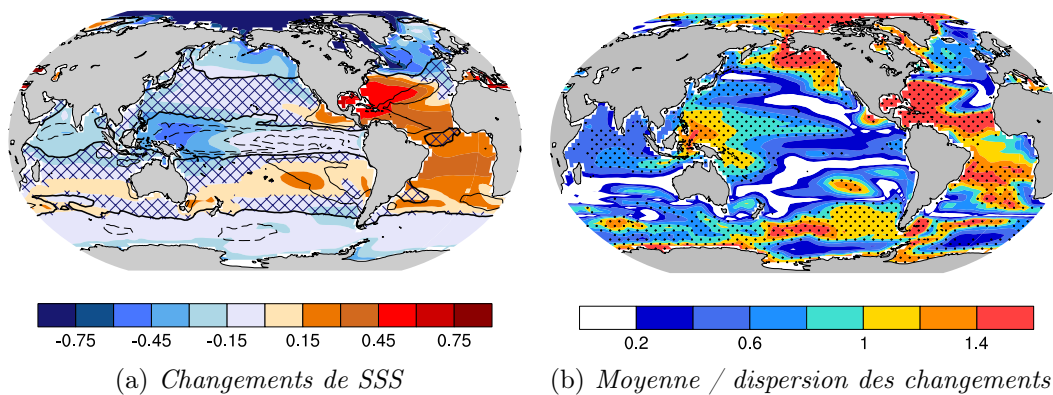 -0.75 -0.45 -0.15 0.15 0.45 0.75
0.2 0.6 1 1.4
(a) Changements de SSS
(b) Moyenne / dispersion des changements